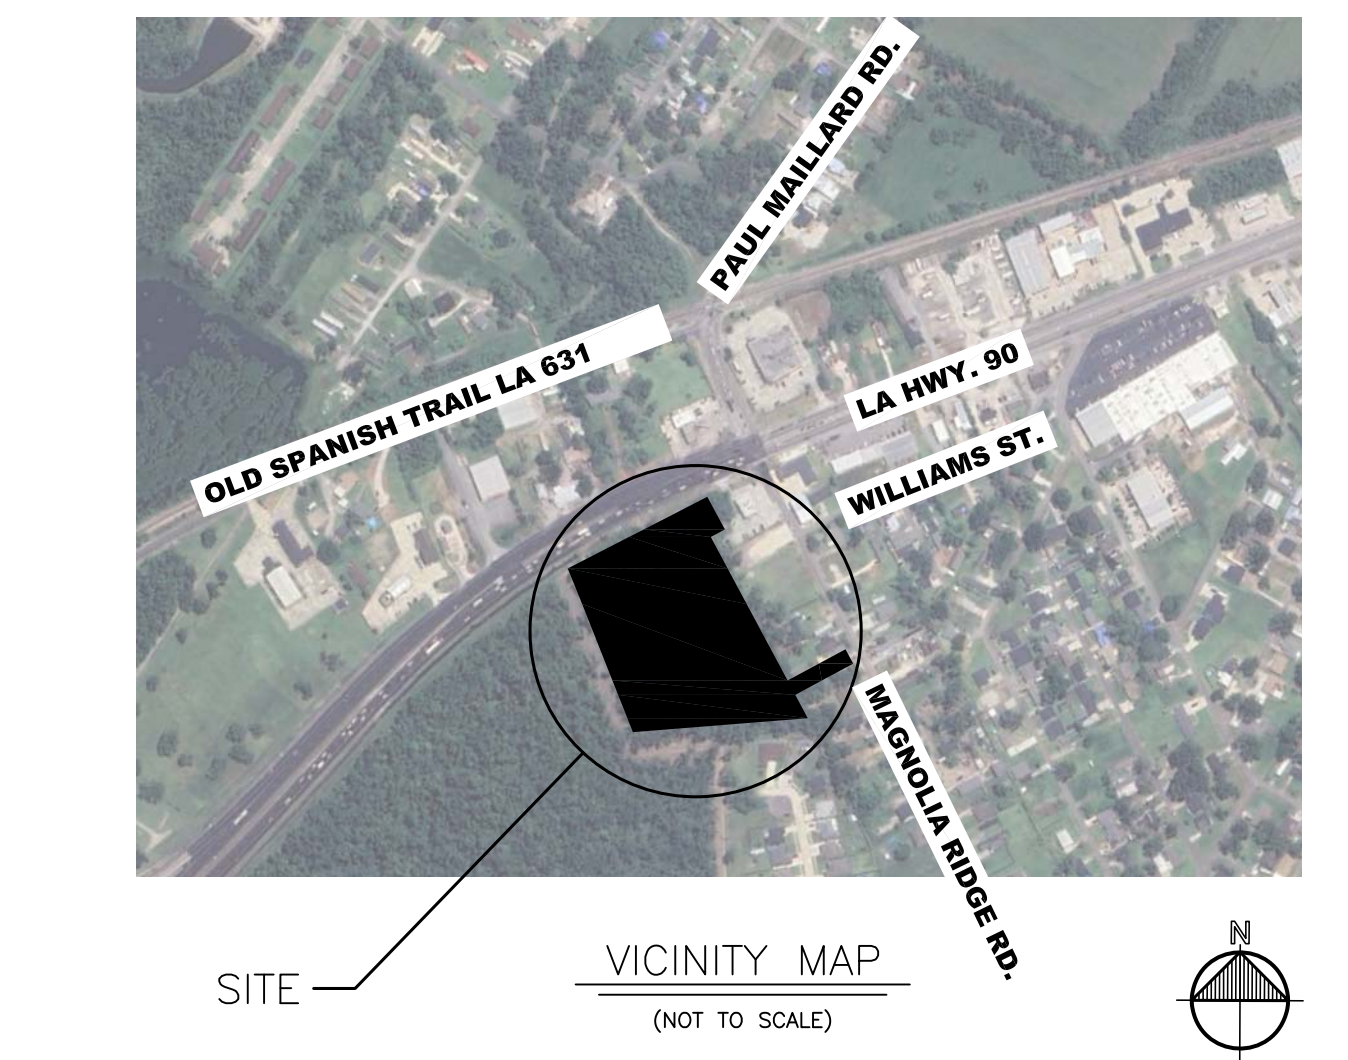 PAUL MAILLARD RD.
OLD SPANISH TRAIL LA 631
LA HWY. 90
WILLIAMS ST.
MAGNOLIA RIDGE RD.
SITE
VICINITY MAP
(NOT TO SCALE)
N